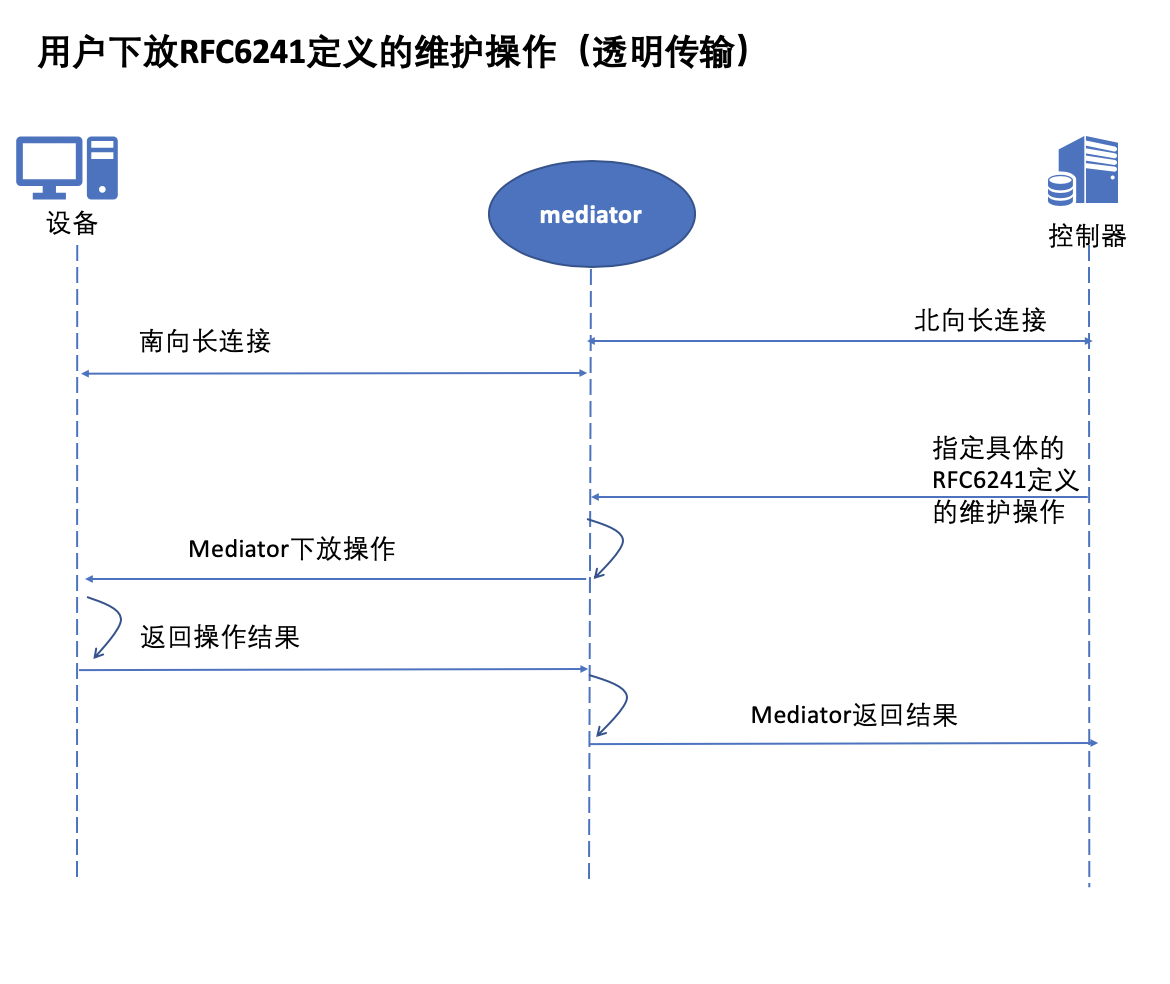 用户下放RFC6241定义的维护操作（透明传输）
设备
mediator
控制器
北向长连接
南向长连接
指定具体的
RFC6241定义
的维护操作
Mediator下放操作
返回操作结果
Mediator返回结果